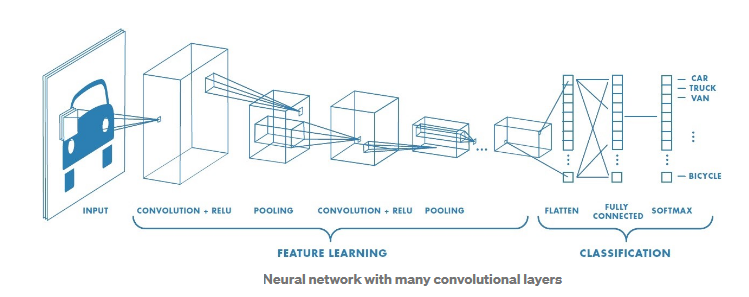 CAR
TRUCK
VAN
BICYCLE
INPUT
CONVOLUTION + RELU
POOLING
CONVOLUTION + RELU
POOLING
FLATTEN
FULLY
CONNECTED
SOFTMAX
FEATURE LEARNING
CLASSIFICATION
Neural network with many convolutional layers